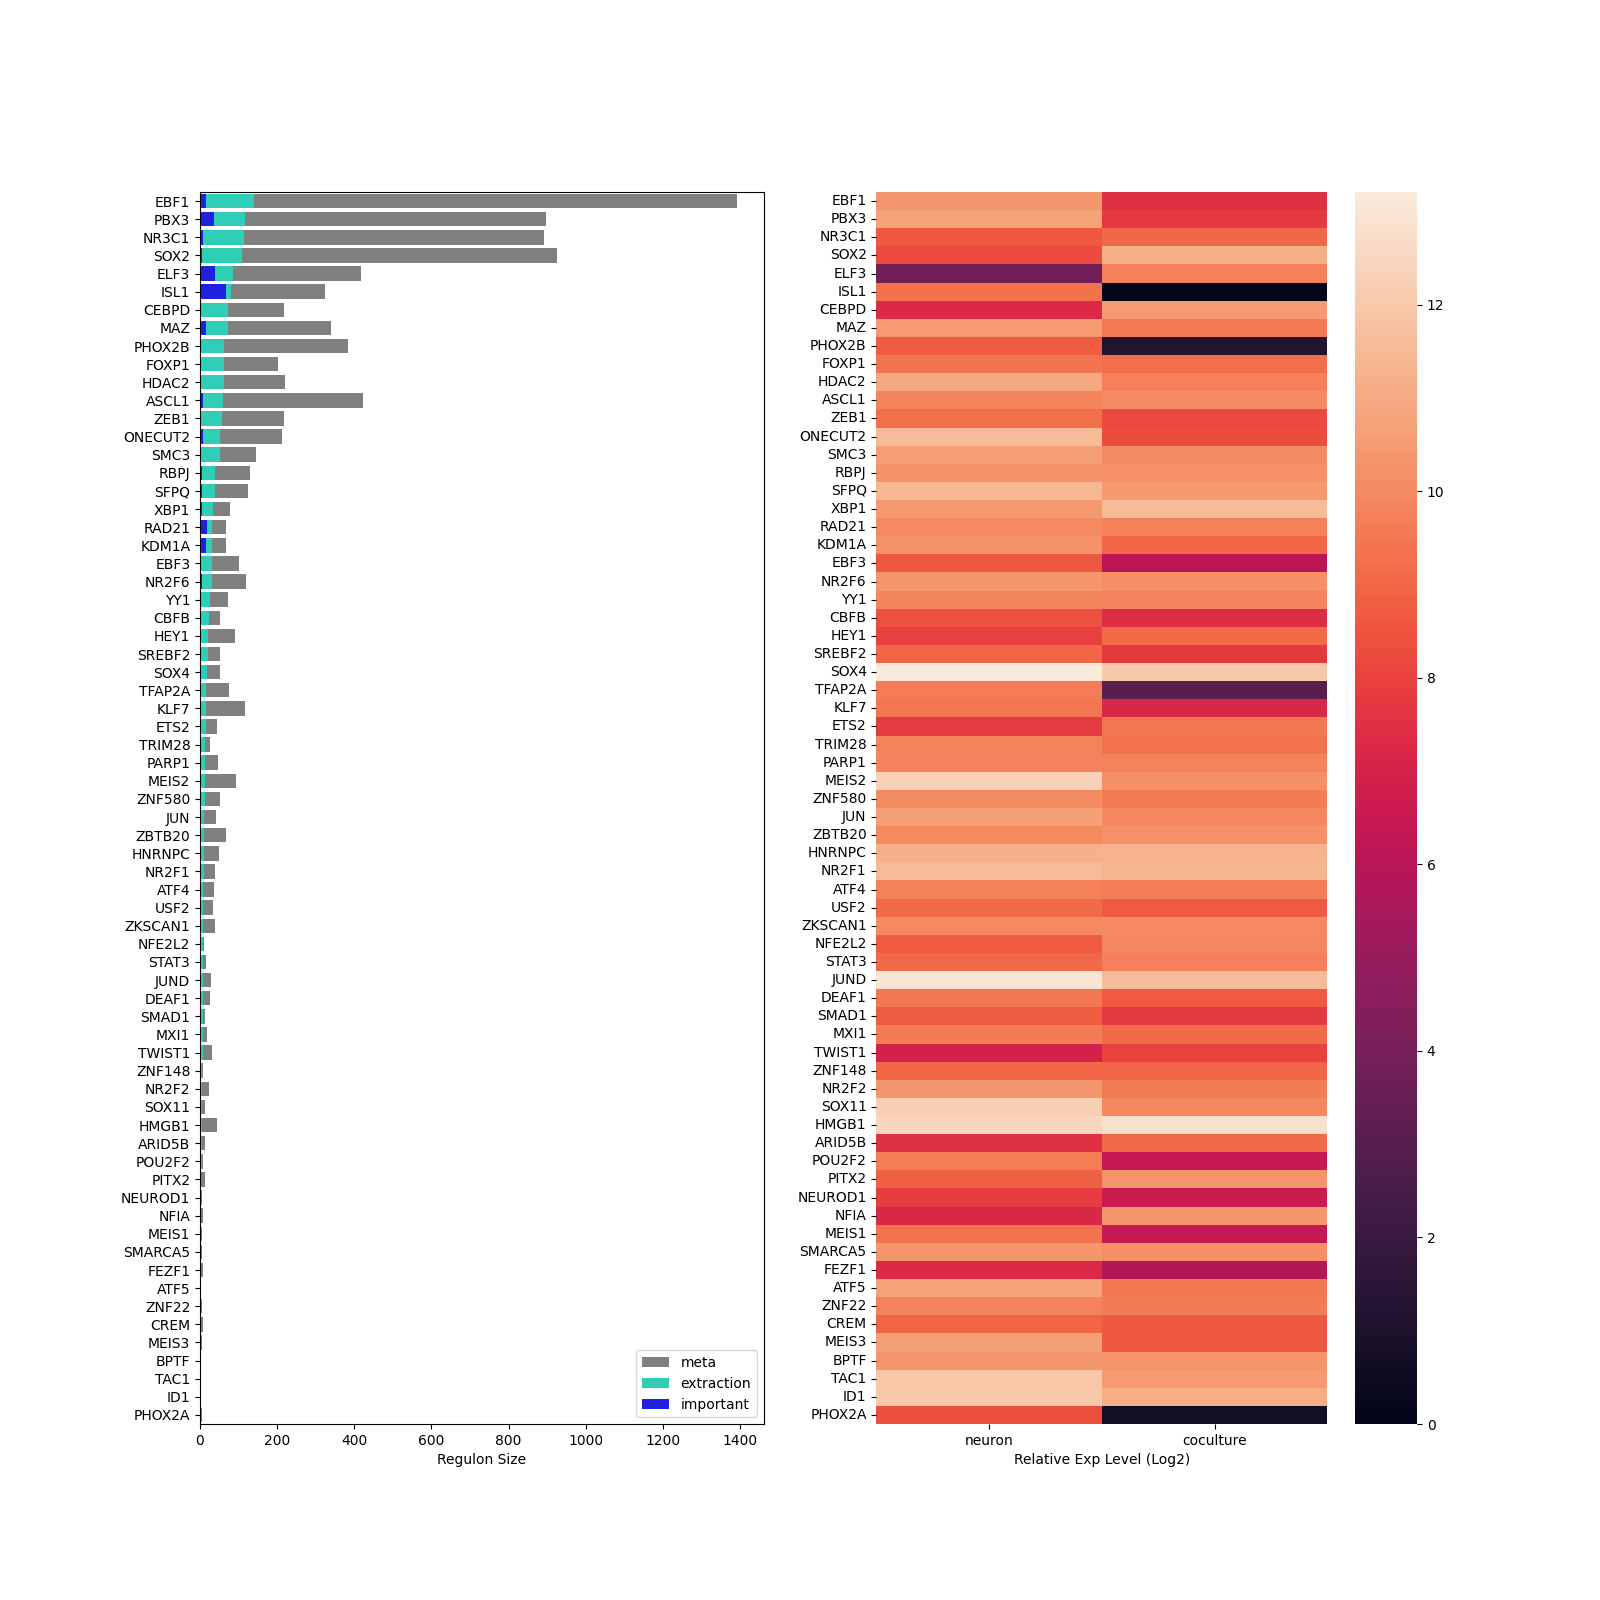 EBF1
PBX3
NR3C1
SOX2
ELF3
ISL1
CEBPD
MAZ
PHOX2B
FOXP1
HDAC2
ASCL1
ZEB1
ONECUT2
SMC3
RBPJ
SFPQ
XBP1
RAD21
KDM1A
EBF3
NR2F6
YY1
CBFB
HEY1
SREBF2
SOX4
TFAP2A
KLF7
ETS2
TRIM28
PARP1
MEIS2
ZNF580
JUN
ZBTB20
HNRNPC
NR2F1
ATF4
USF2
ZKSCAN1
NFE2L2
STAT3
JUND
DEAF1
SMAD1
MXI1
TWIST1
ZNF148
NR2F2
SOX11
HMGB1
ARID5B
POU2F2
PITX2
NEUROD1
NFIA
MEIS1
SMARCA5
FEZF1
ATF5
ZNF22
CREM
MEIS3
BPTF
TAC1
ID1
PHOX2A
meta
extraction
important
0 200 400 600 800 1000 1200 1400
Regulon Size
EBF1
PBX3
NR3C1
SOX2
ELF3
ISL1
CEBPD
MAZ
PHOX2B
FOXP1
HDAC2
ASCL1
ZEB1
ONECUT2
SMC3
RBPJ
SFPQ
XBP1
RAD21
KDM1A
EBF3
NR2F6
YY1
CBFB
HEY1
SREBF2
SOX4
TFAP2A
KLF7
ETS2
TRIM28
PARP1
MEIS2
ZNF580
JUN
ZBTB20
HNRNPC
NR2F1
ATF4
USF2
ZKSCAN1
NFE2L2
STAT3
JUND
DEAF1
SMAD1
MXI1
TWIST1
ZNF148
NR2F2
SOX11
HMGB1
ARID5B
POU2F2
PITX2
NEUROD1
NFIA
MEIS1
SMARCA5
FEZF1
ATF5
ZNF22
CREM
MEIS3
BPTF
TAC1
ID1
PHOX2A
neuron coculture
Relative Exp Level (Log2)
12
10
8
6
4
2
0